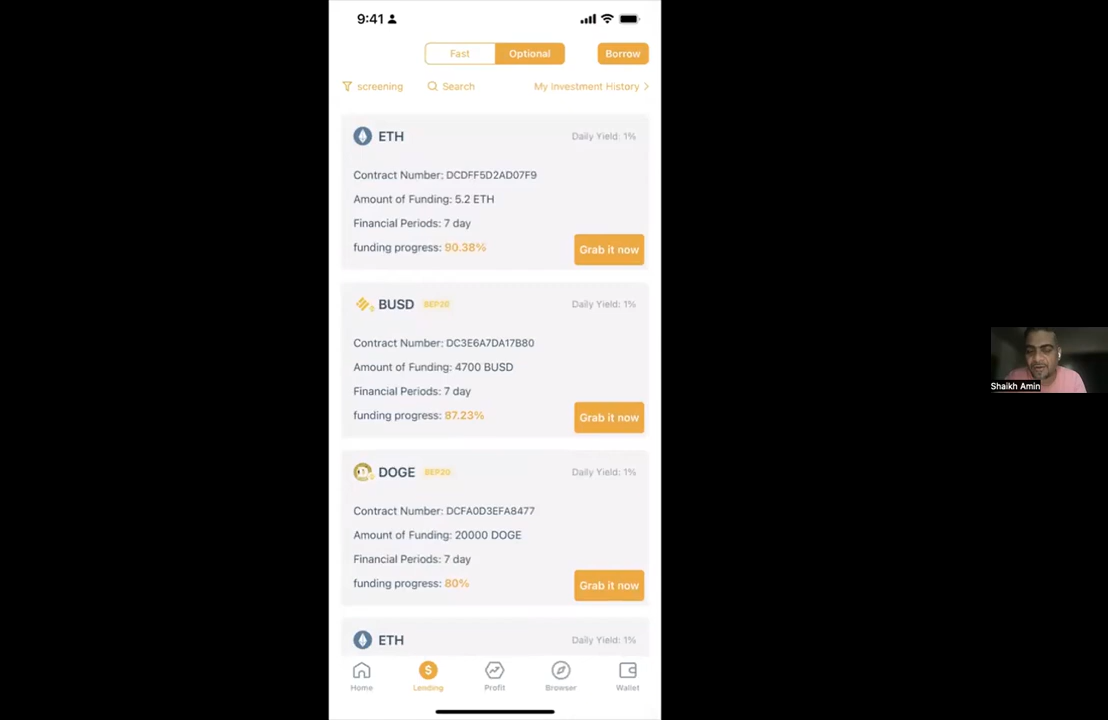 9:41
Fast Optional Borrow
screening Search My Investment History
ETH Daily Yield: 1%
Contract Number: DCDFF5D2AD07F9
Amount of Funding: 5.2 ETH
Financial Periods: 7 day
funding progress: 90.38% Grab it now
BUSD BEP20 Daily Yield: 1%
Contract Number: DC3E6A7DA17B80
Amount of Funding: 4700 BUSD
Financial Periods: 7 day
funding progress: 87.23% Grab it now
DOGE BEP20 Daily Yield: 1%
Contract Number: DCFA0D3EFA8477
Amount of Funding: 20000 DOGE
Financial Periods: 7 day
funding progress: 80% Grab it now
ETH Daily Yield: 1%
Home Lending Profit Browser Wallet
Shaikh Amin